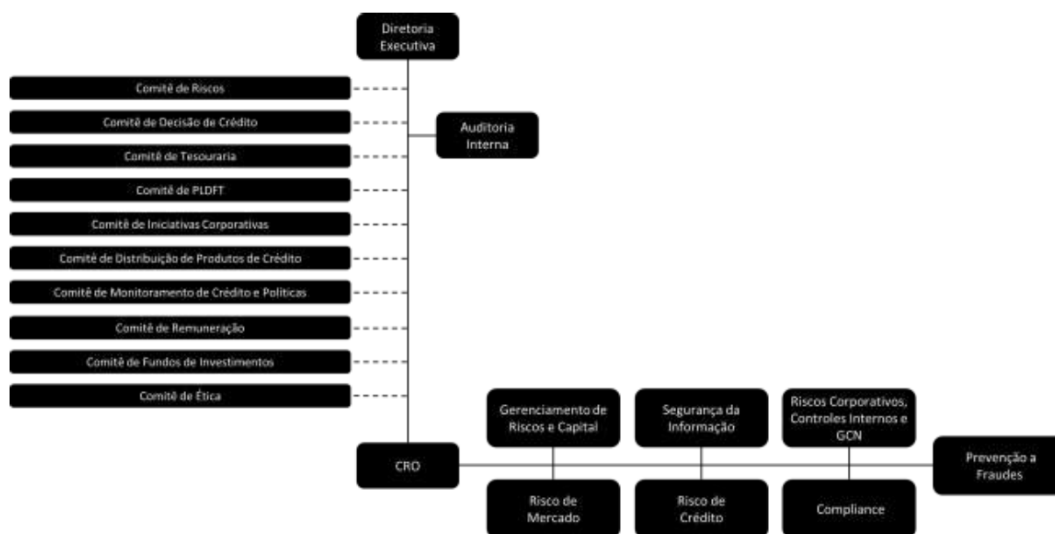 Diretoria
Executiva
Comitê de Riscos
Comitê de Decisão de Crédito
Auditoria
Interna
Comitê de Tesouraria
Comitê de PLDFT
Comitê de Iniciativas Corporativas
Comitê de Distribuição de Produtos de Crédito
Comitê de Monitoramento de Crédito e Políticas
Comitê de Remuneração
Comitê de Fundos de Investimentos
Comitê de Ética
Gerenciamento de
Riscos e Capital
Segurança da
Informação
Riscos Corporativos,
Controles Internos e
GCN
CRO
Prevenção a
Fraudes
Risco de
Mercado
Risco de
Crédito
Compliance